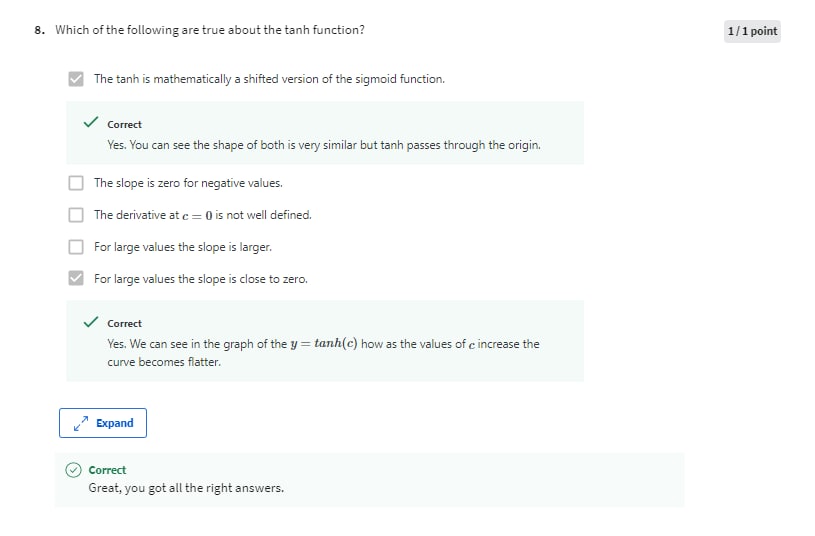 8. Which of the following are true about the tanh function?
1 / 1 point
The tanh is mathematically a shifted version of the sigmoid function.
Correct
Yes. You can see the shape of both is very similar but tanh passes through the origin.
The slope is zero for negative values.
The derivative at c = 0 is not well defined.
For large values the slope is larger.
For large values the slope is close to zero.
Correct
Yes. We can see in the graph of the y = tanh(c) how as the values of c increase the
curve becomes flatter.
Expand
Correct
Great, you got all the right answers.